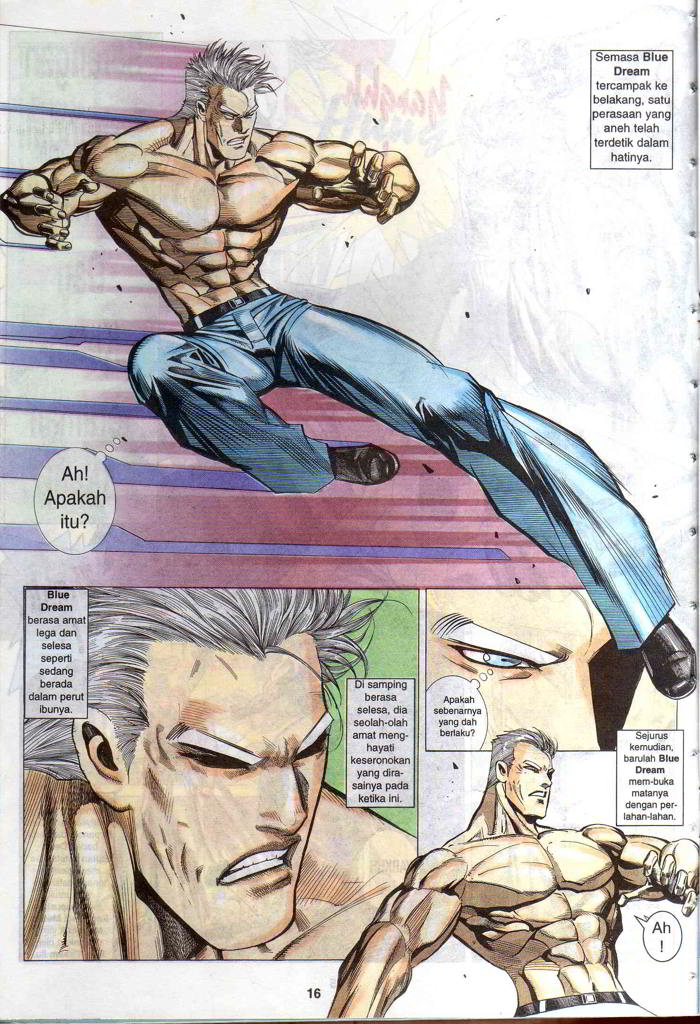 Semasa Blue
Dream
tercampak ke
belakang, satu
perasaan yang
aneh telah
terdetik dalam
hatinya.
Ah!
Apakah
itu?
Blue
Dream
berasa amat
lega dan
selesa
seperti
sedang
berada
dalam perut
ibunya.
Di samping
berasa
selesa, dia
seolah-olah
amat meng-
hayati
keseronokan
yang dira-
sainya pada
ketika ini.
Apakah
sebenarnya
yang dah
berlaku?
Sejurus
kemudian,
barulah Blue
Dream
mem-buka
matanya
dengan per-
lahan-lahan.
Ah
!
16